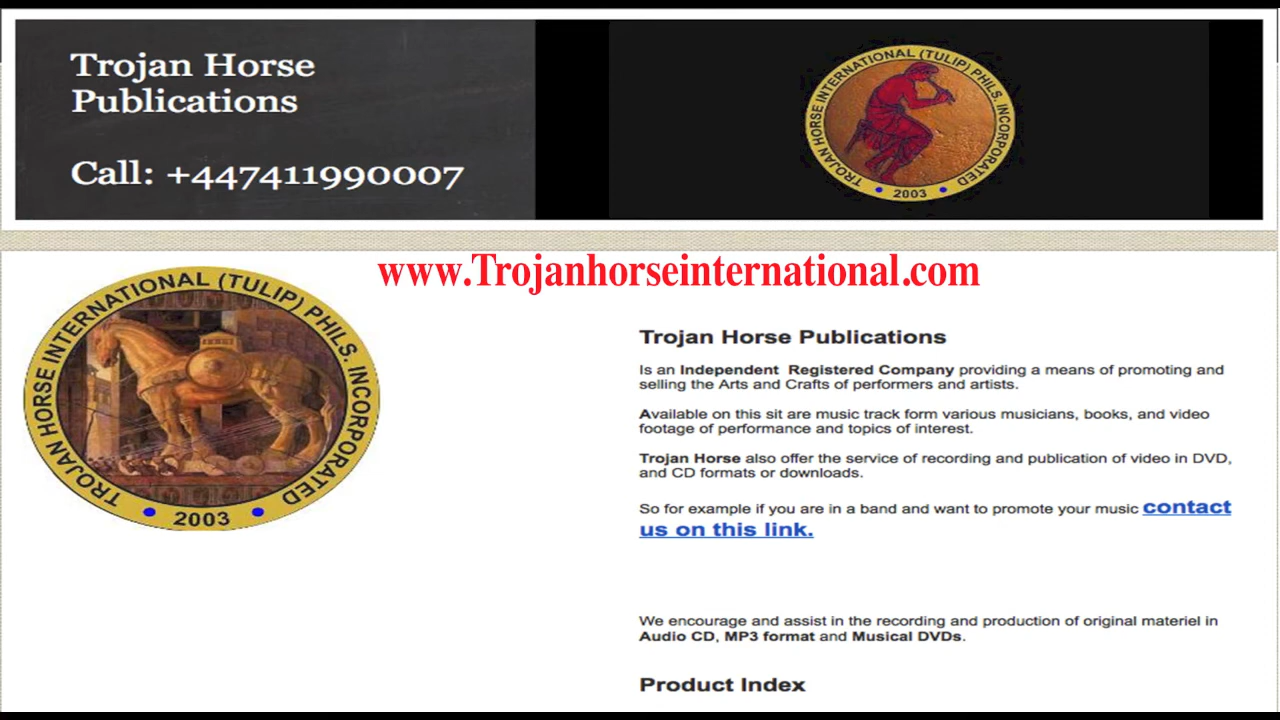 Trojan Horse
Publications
Call: +447411990007
TROJAN HORSE INTERNATIONAL (TULIP) PHILS. INCORPORATED
2003
www.Trojanhorseinternational.com
TROJAN HORSE INTERNATIONAL (TULIP) PHILS. INCORPORATED
2003
Trojan Horse Publications
Is an Independent Registered Company providing a means of promoting and
selling the Arts and Crafts of performers and artists.
Available on this sit are music track form various musicians, books, and video
footage of performance and topics of interest.
Trojan Horse also offer the service of recording and publication of video in DVD,
and CD formats or downloads.
So for example if you are in a band and want to promote your music contact
us on this link.
We encourage and assist in the recording and production of original materiel in
Audio CD, MP3 format and Musical DVDs.
Product Index